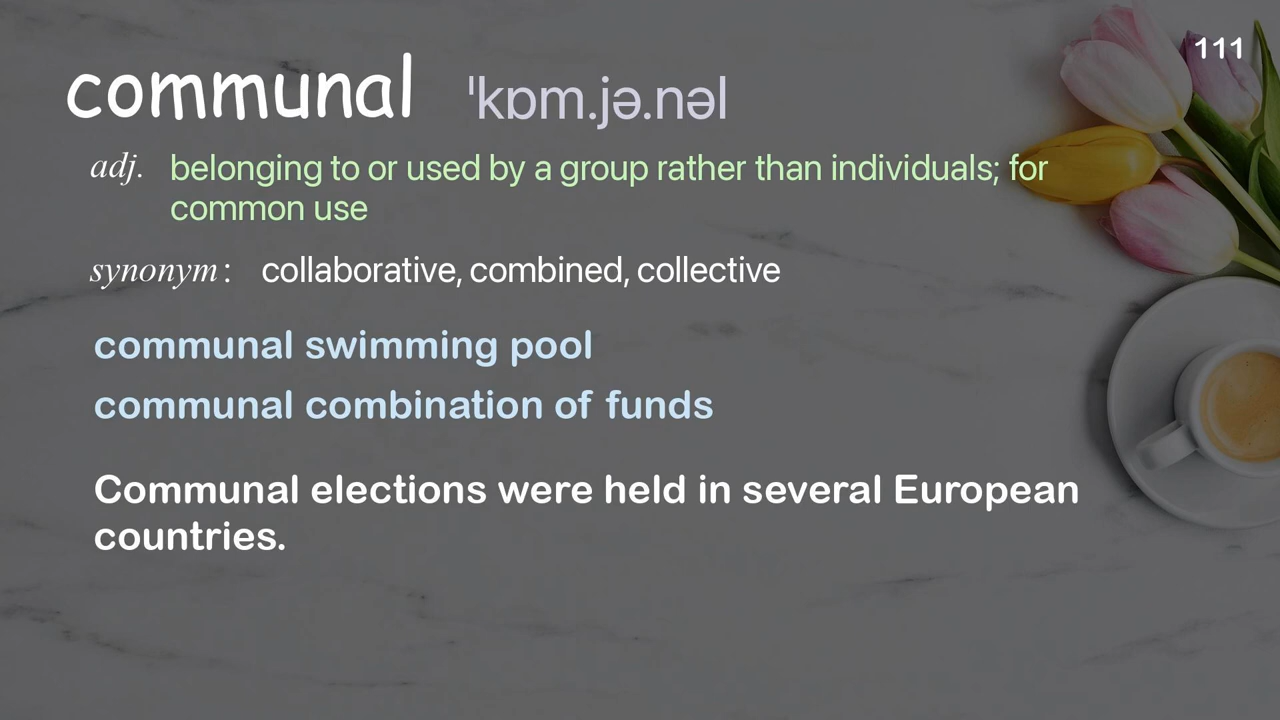 111
communal ˈkɒm.jə.nəl
adj. belonging to or used by a group rather than individuals; for
common use
synonym: collaborative, combined, collective
communal swimming pool
communal combination of funds
Communal elections were held in several European
countries.